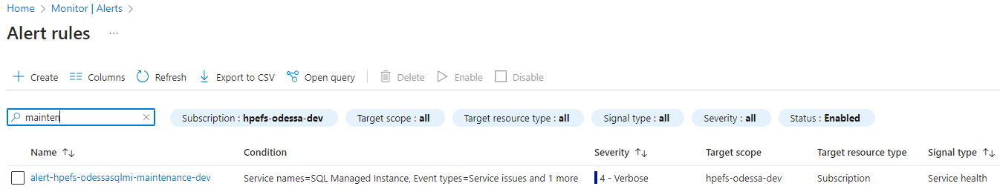 Home > Monitor | Alerts >
Alert rules ...
+ Create Columns Refresh Export to CSV Open query | Delete Enable Disable
mainten × Subscription : hpefs-odessa-dev Target scope : all Target resource type : all Signal type : all Severity : all Status : Enabled
Name ↑↓ Condition Severity ↑↓ Target scope Target resource type Signal type ↑↓
alert-hpefs-odessasqlmi-maintenance-dev Service names=SQL Managed Instance, Event types=Service issues and 1 more 4 - Verbose hpefs-odessa-dev Subscription Service health